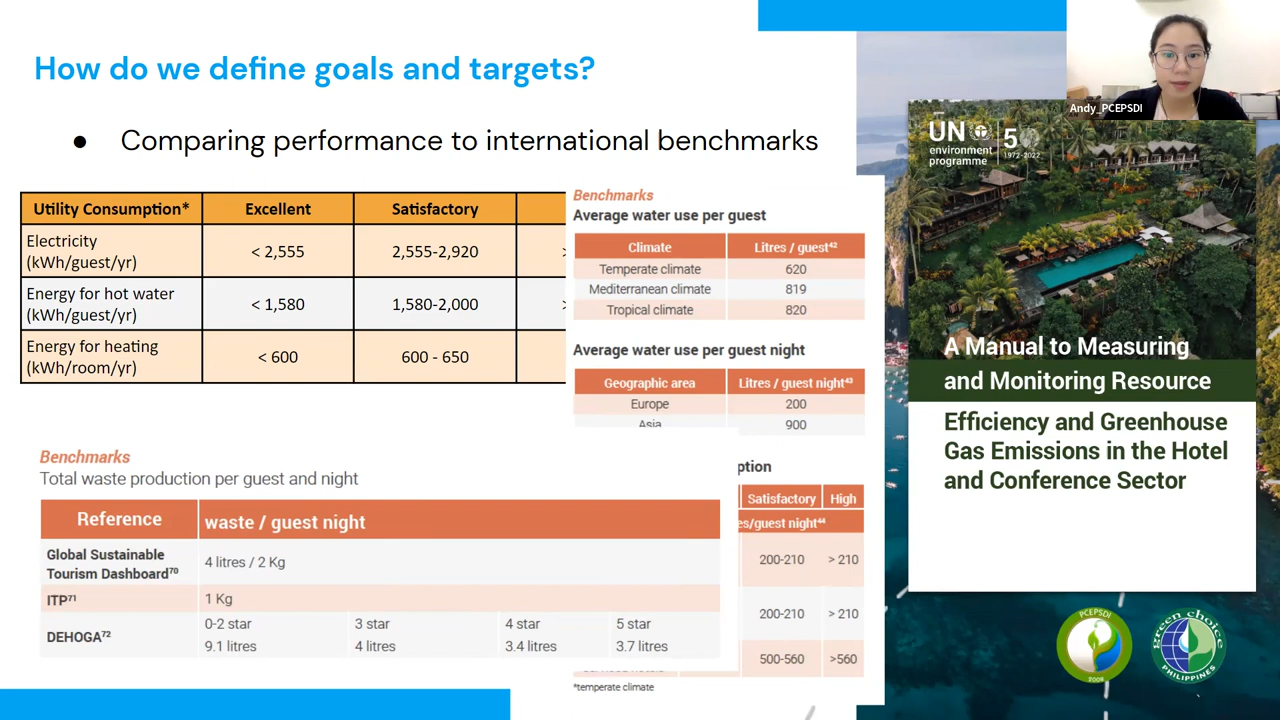 How do we define goals and targets?
● Comparing performance to international benchmarks
Utility Consumption* Excellent Satisfactory
Electricity
(kWh/guest/yr) < 2,555 2,555-2,920 >
Energy for hot water
(kWh/guest/yr) < 1,580 1,580-2,000 >
Energy for heating
(kWh/room/yr) < 600 600 - 650
Benchmarks
Average water use per guest
Climate Litres / guest⁴²
Temperate climate 620
Mediterranean climate 819
Tropical climate 820
Average water use per guest night
Geographic area Litres / guest night⁴³
Europe 200
Asia 900
ption
Satisfactory High
es/guest night⁴⁴
200-210 > 210
200-210 > 210
500-560 >560
*temperate climate
Benchmarks
Total waste production per guest and night
Reference waste / guest night
Global Sustainable
Tourism Dashboard⁷⁰ 4 litres / 2 Kg
ITP⁷¹ 1 Kg
DEHOGA⁷²
0-2 star 3 star 4 star 5 star
9.1 litres 4 litres 3.4 litres 3.7 litres
Andy_PCEPSDI
UN
environment
programme
50
1972-2022
A Manual to Measuring
and Monitoring Resource
Efficiency and Greenhouse
Gas Emissions in the Hotel
and Conference Sector
PCEPSDI
2008
green choice
PHILIPPINES